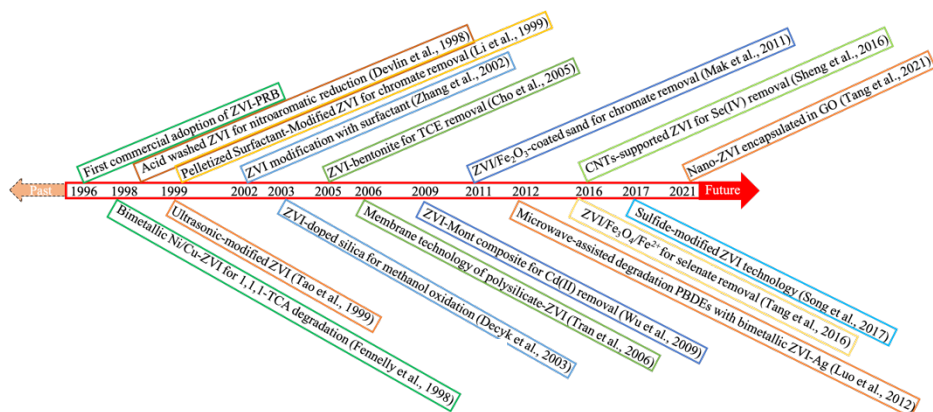 First commercial adoption of ZVI-PRB
Acid washed ZVI for nitroaromatic reduction (Devlin et al., 1998)
Pelletized Surfactant-Modified ZVI for chromate removal (Li et al., 1999)
ZVI modification with surfactant (Zhang et al., 2002)
ZVI-bentonite for TCE removal (Cho et al., 2005)
ZVI/Fe₂O₃-coated sand for chromate removal (Mak et al., 2011)
CNTs-supported ZVI for Se(IV) removal (Sheng et al., 2016)
Nano-ZVI encapsulated in GO (Tang et al., 2021)
Past 1996 1998 1999 2002 2003 2005 2006 2009 2011 2012 2016 2017 2021 Future
Bimetallic Ni/Cu-ZVI for 1,1,1-TCA degradation (Fennelly et al., 1998)
Ultrasonic-modified ZVI (Tao et al., 1999)
ZVI-doped silica for methanol oxidation (Decyk et al., 2003)
Membrane technology of polysilicate-ZVI (Tran et al., 2006)
ZVI-Mont composite for Cd(II) removal (Wu et al., 2009)
Microwave-assisted degradation PBDEs with bimetallic ZVI-Ag (Luo et al., 2012)
ZVI/Fe₃O₄/Fe²⁺ for selenate removal (Tang et al., 2016)
Sulfide-modified ZVI technology (Song et al., 2017)